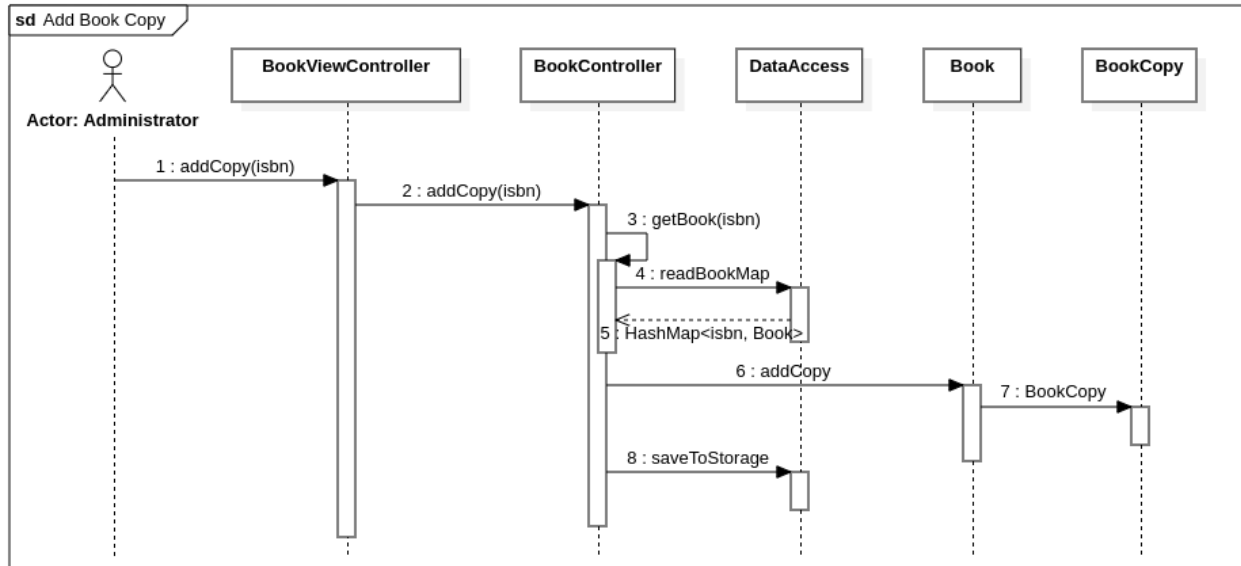 sd Add Book Copy
BookViewController
BookController
DataAccess
Book
BookCopy
Actor: Administrator
1 : addCopy(isbn)
2 : addCopy(isbn)
3 : getBook(isbn)
4 : readBookMap
5 : HashMap<isbn, Book>
6 : addCopy
7 : BookCopy
8 : saveToStorage